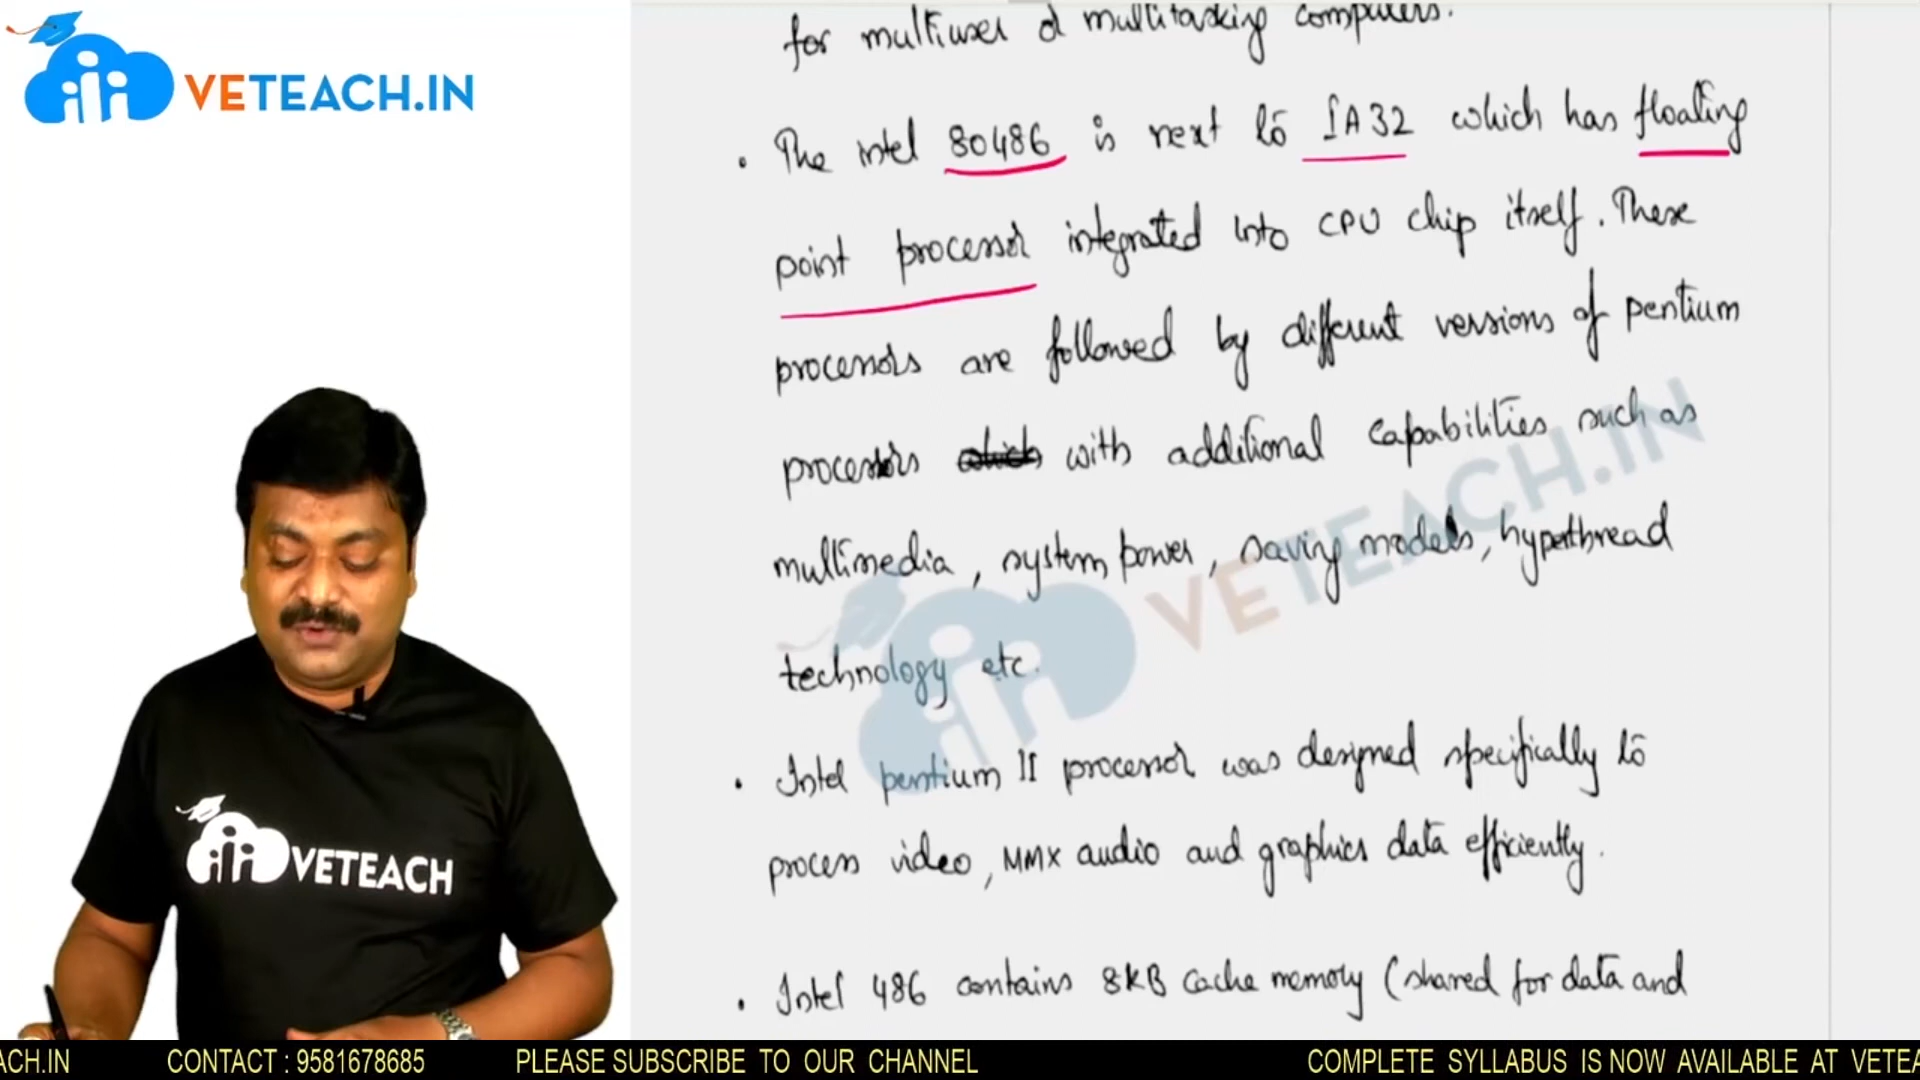 VETEACH.IN
for multiuser & multitasking computers.
• The intel 80486 is next to IA32 which has floating
point processor integrated into CPU chip itself. These
processors are followed by different versions of pentium
processors which with additional capabilities such as
multimedia, system power, saving models, hyperthread
technology etc.
VETEACH.IN
• Intel pentium II processor was designed specifically to
process video, MMX audio and graphics data efficiently.
• Intel 486 contains 8KB cache memory (shared for data and
VETEACH
ACH.IN CONTACT : 9581678685 PLEASE SUBSCRIBE TO OUR CHANNEL COMPLETE SYLLABUS IS NOW AVAILABLE AT VETEA